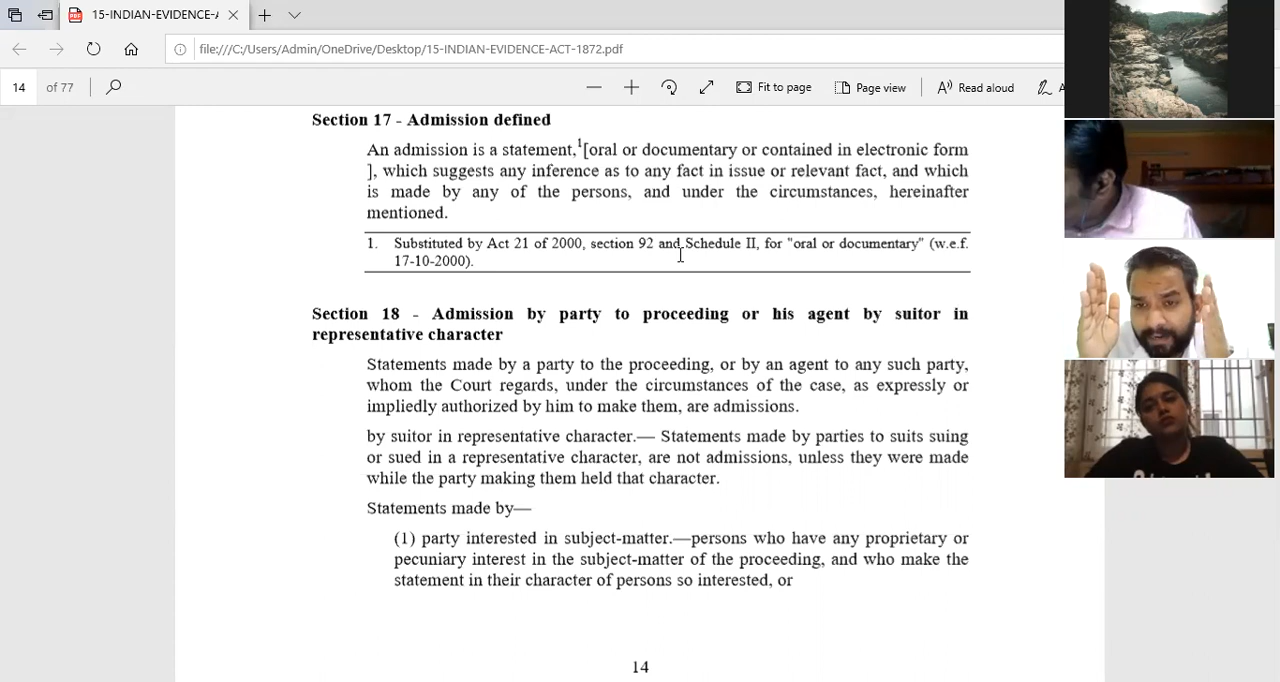 15-INDIAN-EVIDENCE-A
file:///C:/Users/Admin/OneDrive/Desktop/15-INDIAN-EVIDENCE-ACT-1872.pdf
14 of 77 Fit to page Page view Read aloud
Section 17 - Admission defined
An admission is a statement,1[oral or documentary or contained in electronic form
], which suggests any inference as to any fact in issue or relevant fact, and which
is made by any of the persons, and under the circumstances, hereinafter
mentioned.
1. Substituted by Act 21 of 2000, section 92 and Schedule II, for "oral or documentary" (w.e.f.
17-10-2000).
Section 18 - Admission by party to proceeding or his agent by suitor in
representative character
Statements made by a party to the proceeding, or by an agent to any such party,
whom the Court regards, under the circumstances of the case, as expressly or
impliedly authorized by him to make them, are admissions.
by suitor in representative character.— Statements made by parties to suits suing
or sued in a representative character, are not admissions, unless they were made
while the party making them held that character.
Statements made by—
(1) party interested in subject-matter.—persons who have any proprietary or
pecuniary interest in the subject-matter of the proceeding, and who make the
statement in their character of persons so interested, or
14